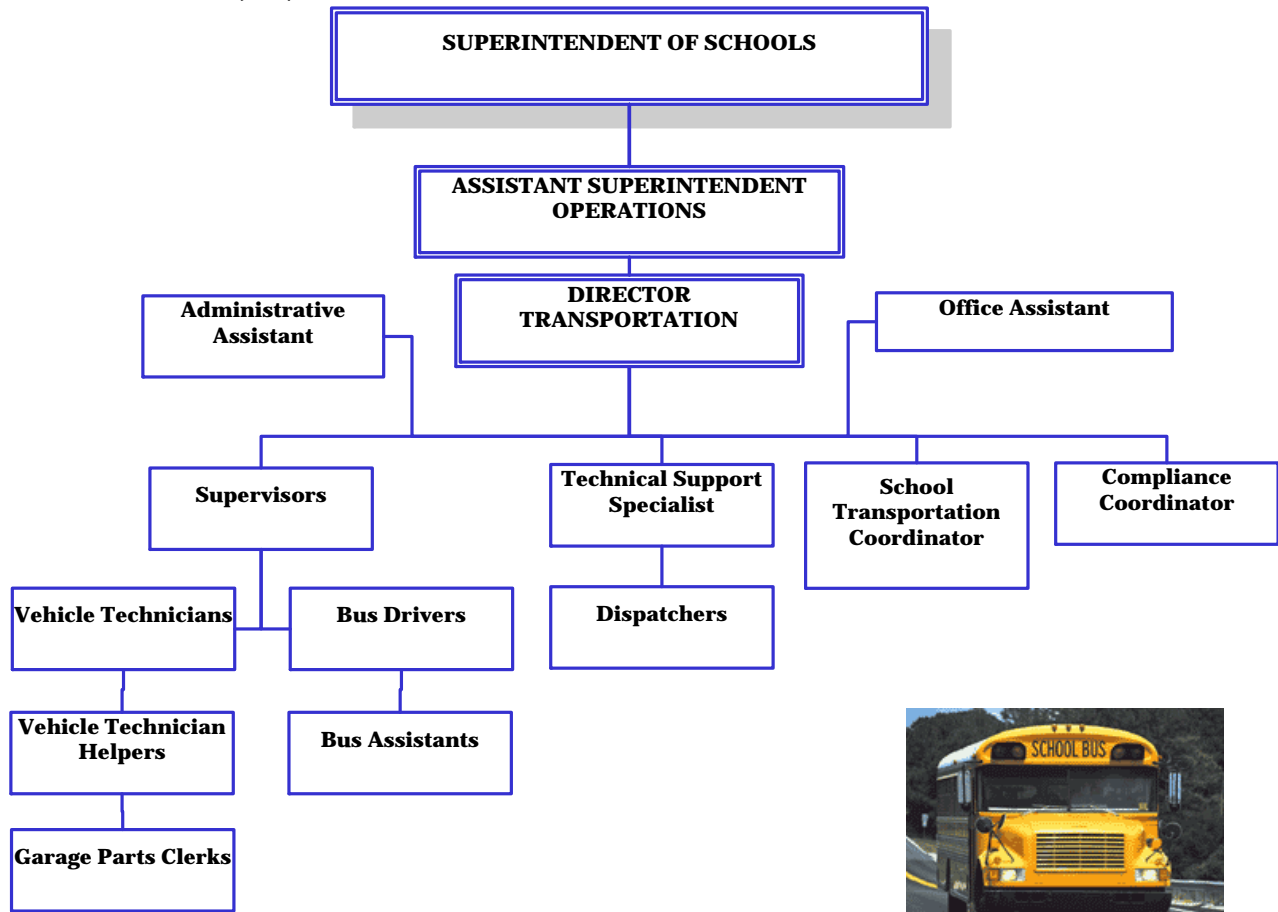 SUPERINTENDENT OF SCHOOLS
ASSISTANT SUPERINTENDENT
OPERATIONS
DIRECTOR
TRANSPORTATION
Administrative
Assistant
Office Assistant
Supervisors
Technical Support
Specialist
School
Transportation
Coordinator
Compliance
Coordinator
Vehicle Technicians
Bus Drivers
Dispatchers
Vehicle Technician
Helpers
Bus Assistants
Garage Parts Clerks
SCHOOL BUS